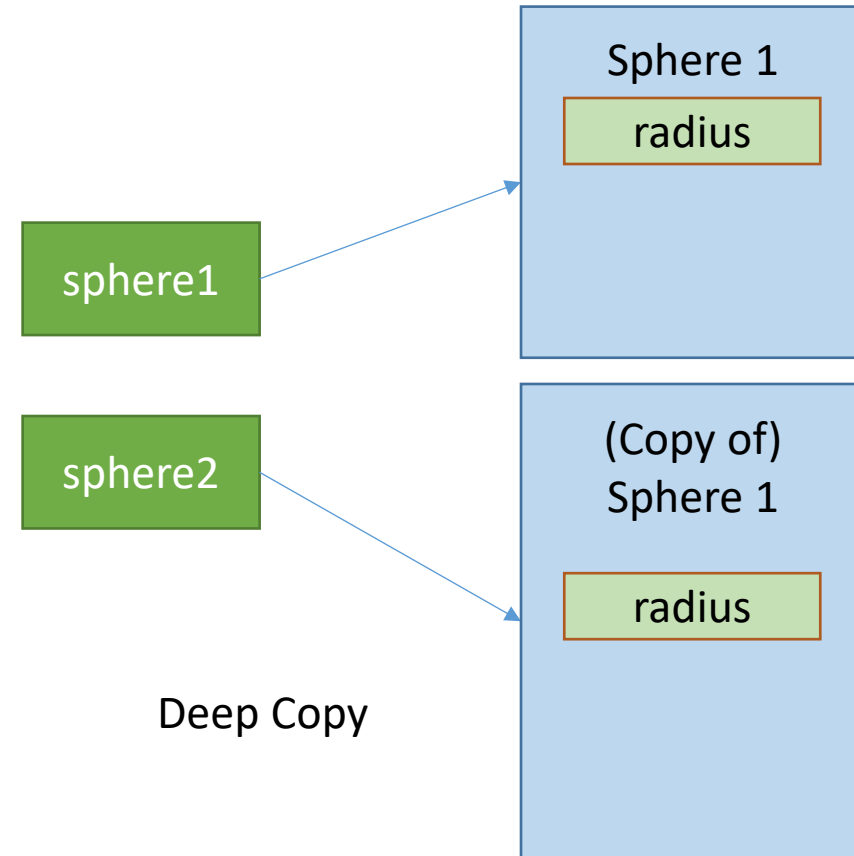 Sphere 1
radius
sphere1
sphere2
(Copy of)
Sphere 1
radius
Deep Copy